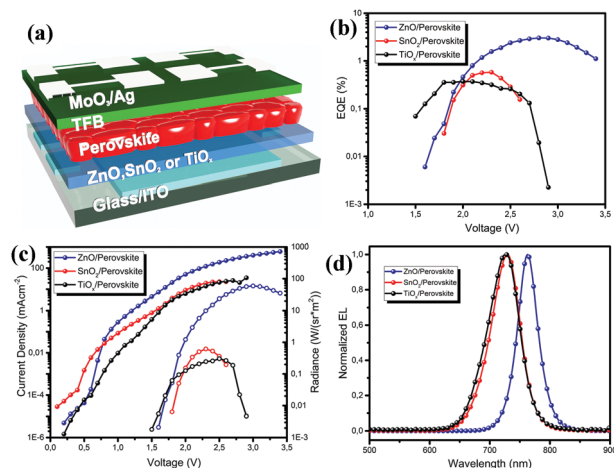 (a)
MoO₃/Ag
TFB
Perovskite
ZnO,SnO₂ or TiOₓ
Glass/ITO
(b)
ZnO/Perovskite
SnO₂/Perovskite
TiOₓ/Perovskite
EQE (%)
1
0,1
0,01
1E-3
1,0 1,5 2,0 2,5 3,0 3,5
Voltage (V)
(c)
ZnO/Perovskite
SnO₂/Perovskite
TiOₓ/Perovskite
Current Density (mAcm⁻²)
100
1
0,01
1E-4
1E-6
1000
100
10
1
0,1
0,01
1E-3
Radiance (W/(sr*m²))
0,0 0,5 1,0 1,5 2,0 2,5 3,0 3,5
Voltage (V)
(d)
ZnO/Perovskite
SnO₂/Perovskite
TiOₓ/Perovskite
Normalized EL
1,0
0,8
0,6
0,4
0,2
0,0
500 600 700 800 900
Wavelength (nm)